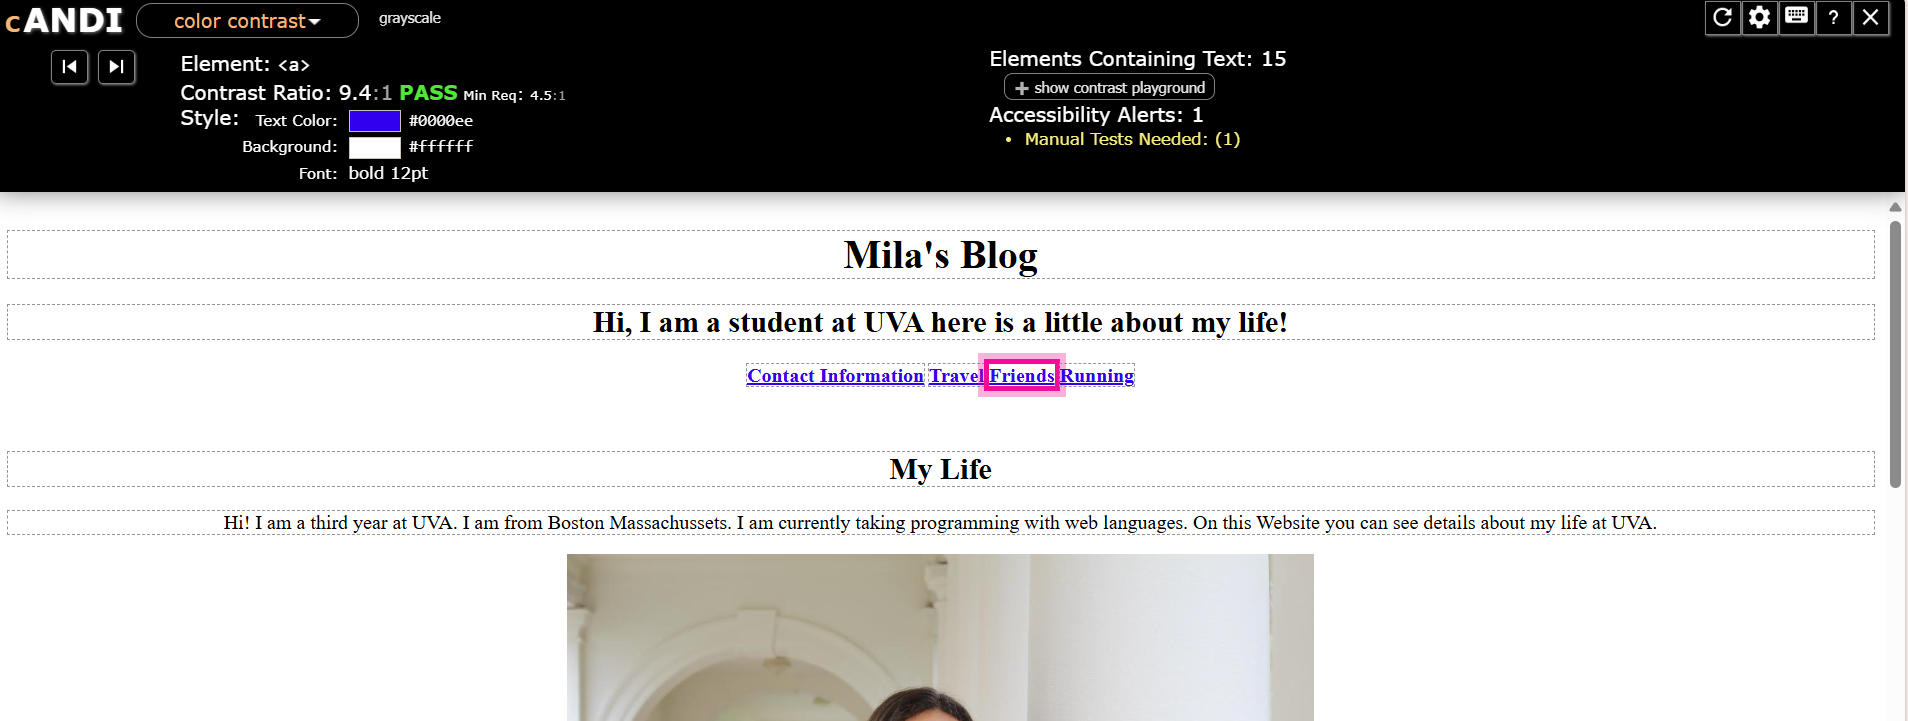 cANDI color contrast grayscale ?
Element: <a>
Contrast Ratio: 9.4:1 PASS Min Req: 4.5:1
Style: Text Color: #0000ee
Background: #ffffff
Font: bold 12pt
Elements Containing Text: 15
+ show contrast playground
Accessibility Alerts: 1
• Manual Tests Needed: (1)
Mila's Blog
Hi, I am a student at UVA here is a little about my life!
Contact Information Travel Friends Running
My Life
Hi! I am a third year at UVA. I am from Boston Massachussets. I am currently taking programming with web languages. On this Website you can see details about my life at UVA.